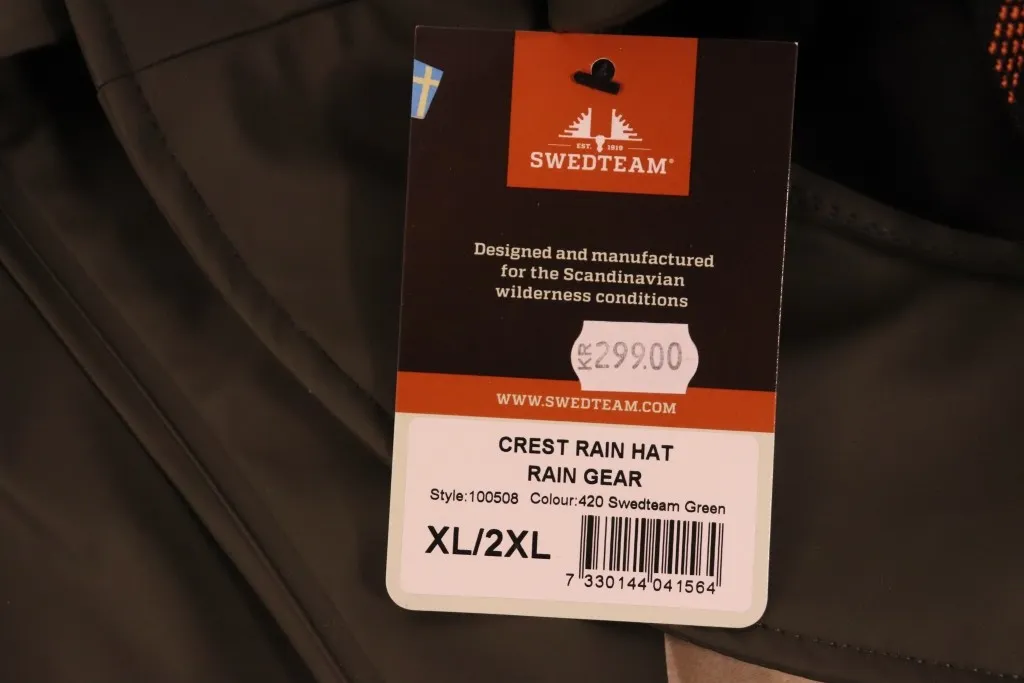 EST. 1919
SWEDTEAM®
Designed and manufactured
for the Scandinavian
wilderness conditions
KR 299.00
WWW.SWEDTEAM.COM
CREST RAIN HAT
RAIN GEAR
Style:100508 Colour:420 Swedteam Green
XL/2XL
7 330144 041564